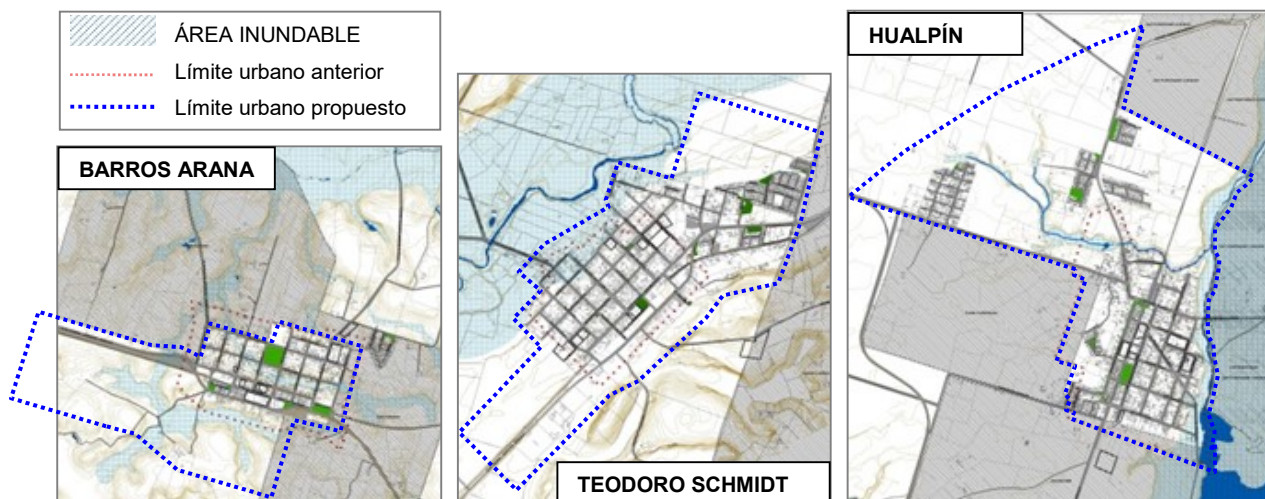 ÁREA INUNDABLE
Límite urbano anterior
Límite urbano propuesto
BARROS ARANA
TEODORO SCHMIDT
HUALPÍN